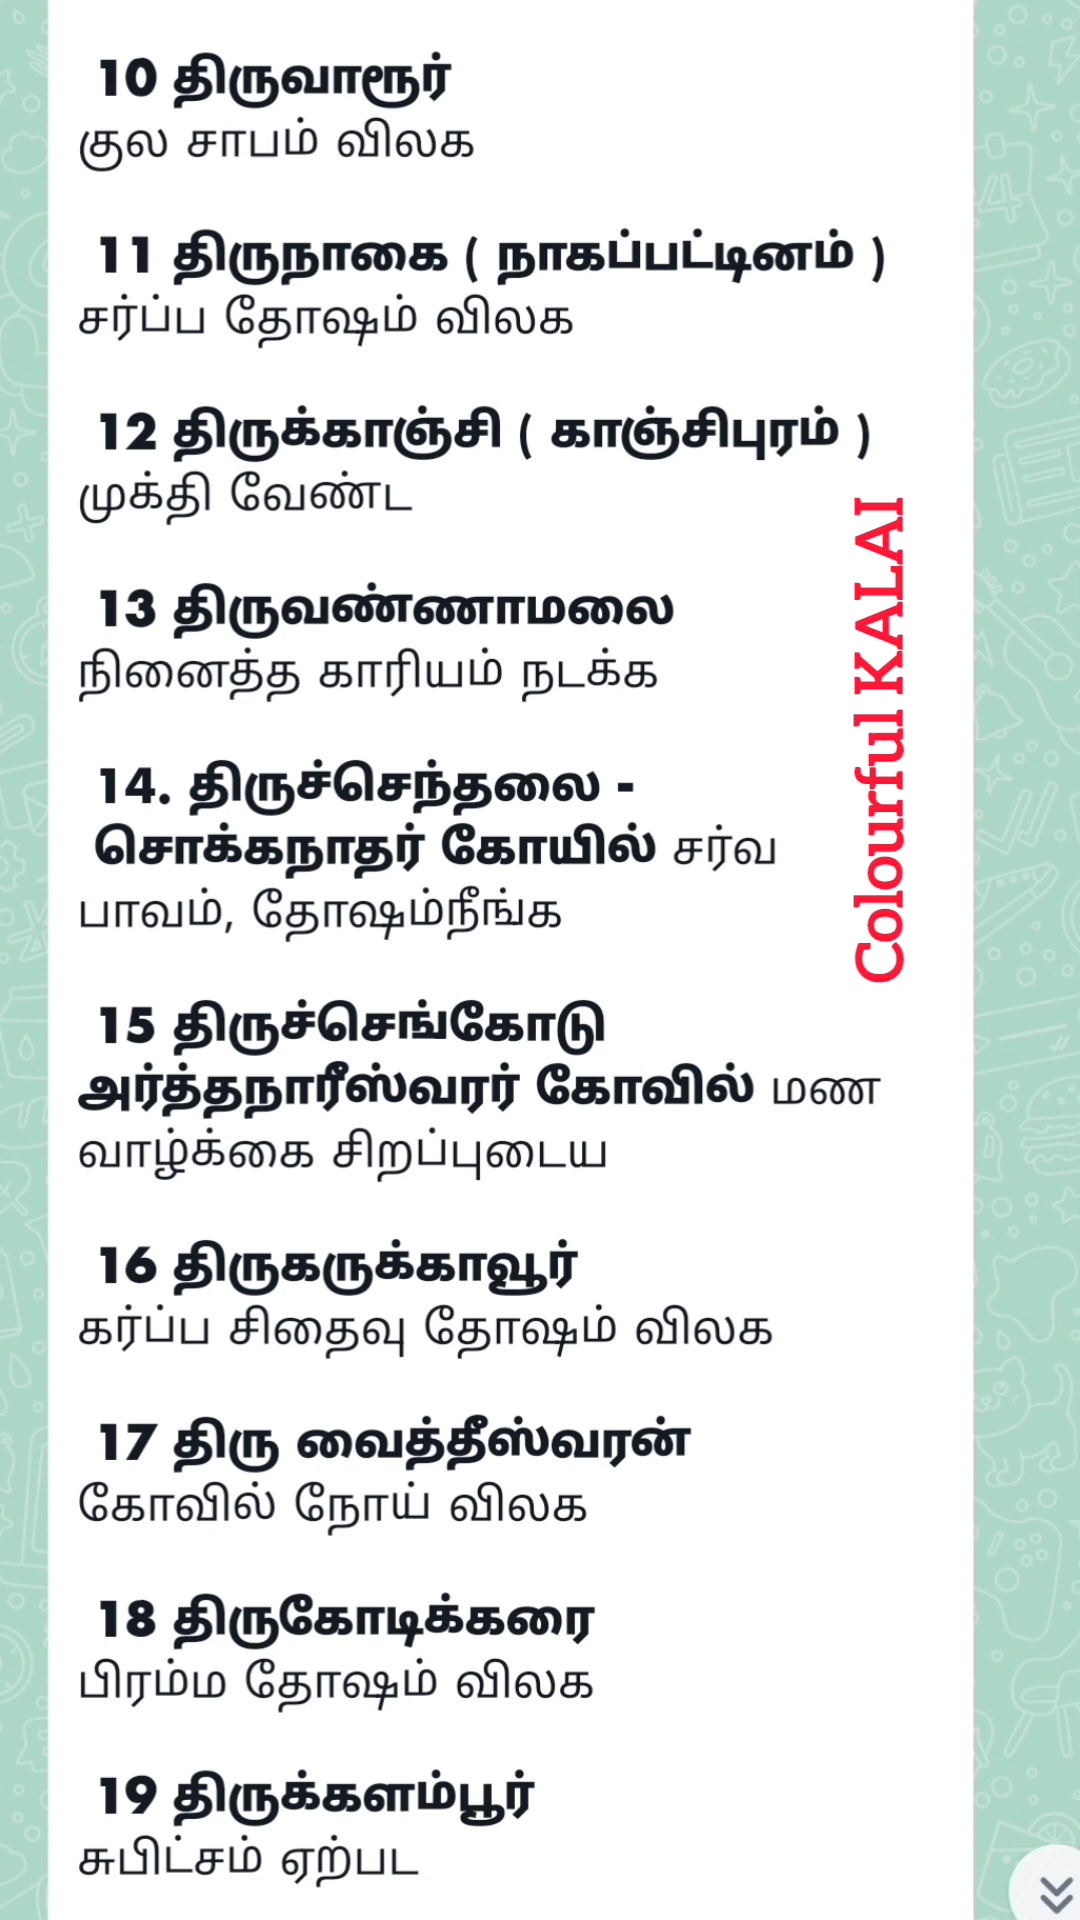 10 திருவாரூர்
குல சாபம் விலக
11 திருநாகை ( நாகப்பட்டினம் )
சர்ப்ப தோஷம் விலக
12 திருக்காஞ்சி ( காஞ்சிபுரம் )
முக்தி வேண்ட
13 திருவண்ணாமலை
நினைத்த காரியம் நடக்க
14. திருச்செந்தலை -
சொக்கநாதர் கோயில் சர்வ
பாவம், தோஷம்நீங்க
15 திருச்செங்கோடு
அர்த்தநாரீஸ்வரர் கோவில் மண
வாழ்க்கை சிறப்புடைய
16 திருகருக்காவூர்
கர்ப்ப சிதைவு தோஷம் விலக
17 திரு வைத்தீஸ்வரன்
கோவில் நோய் விலக
18 திருகோடிக்கரை
பிரம்ம தோஷம் விலக
19 திருக்களம்பூர்
சுபிட்சம் ஏற்பட
Colourful KALAI